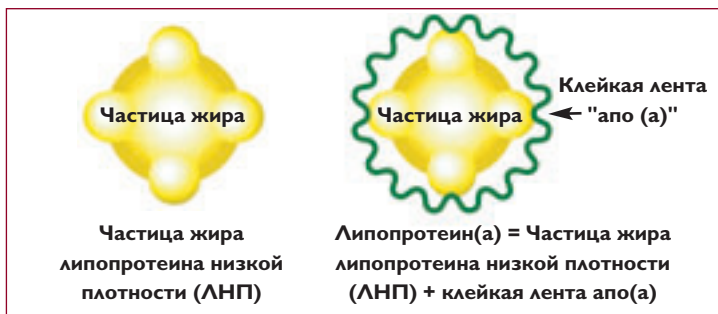 Частица жира
Частица жира
Клейкая лента
"апо (а)"
Частица жира
липопротеина низкой
плотности (ЛНП)
Липопротеин(а) = Частица жира
липопротеина низкой плотности
(ЛНП) + клейкая лента апо(а)